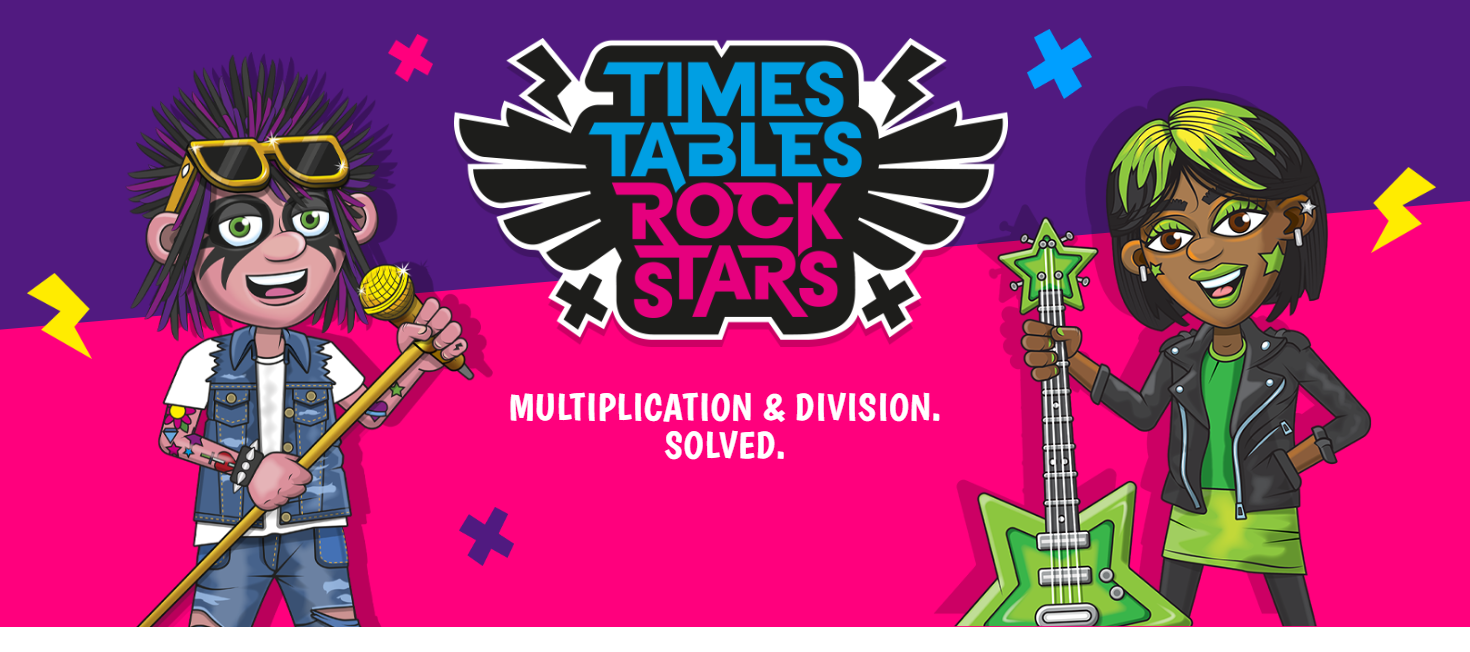 TIMES
TABLES
ROCK
STARS
MULTIPLICATION & DIVISION.
SOLVED.